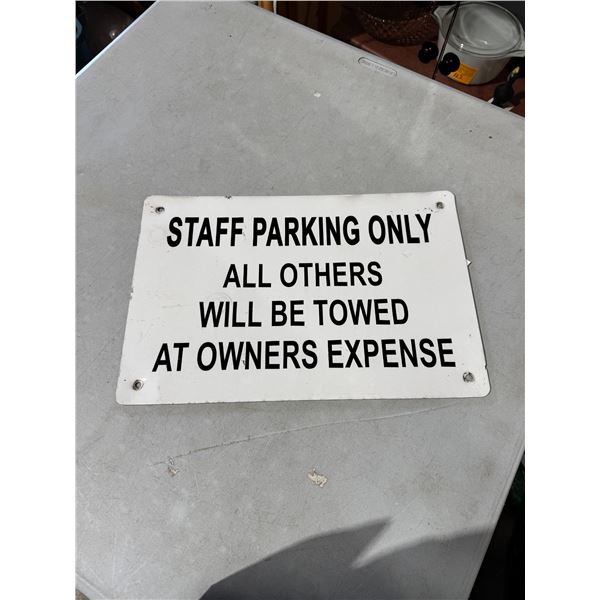 STAFF PARKING ONLY
ALL OTHERS
WILL BE TOWED
AT OWNERS EXPENSE